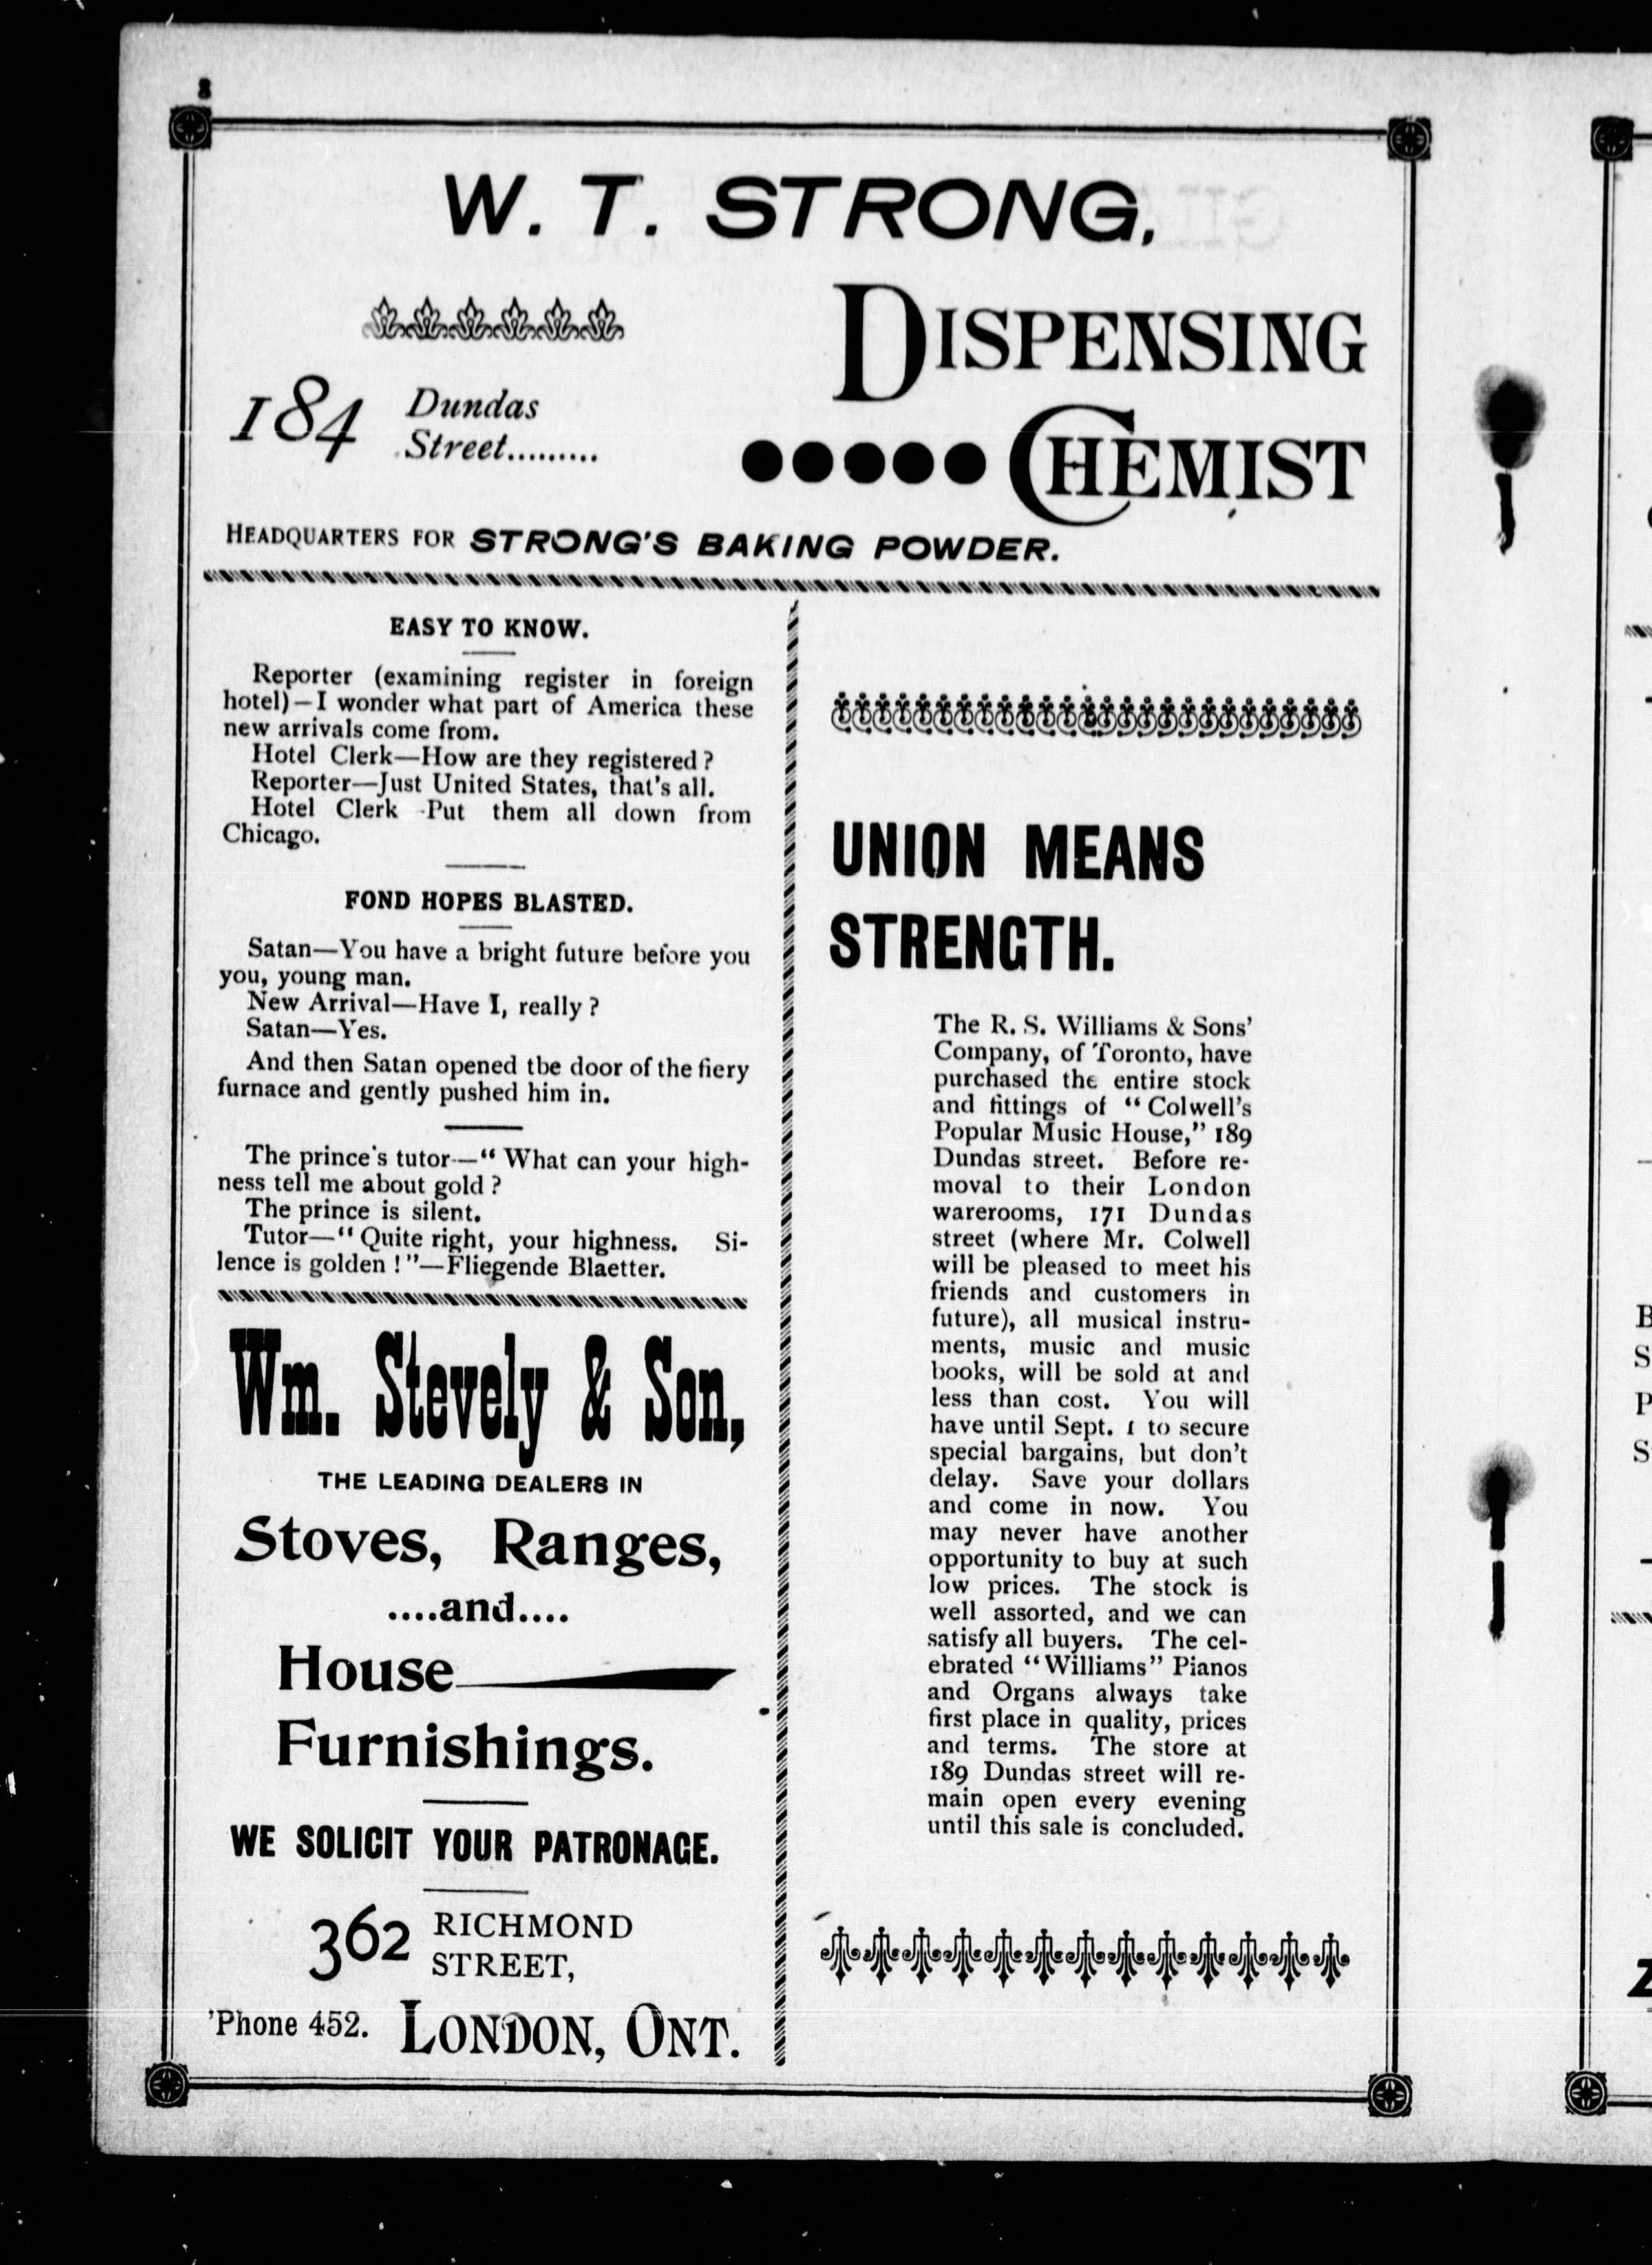 8
W. T. STRONG,
184 Dundas
Street.........
DISPENSING
CHEMIST
HEADQUARTERS FOR STRONG'S BAKING POWDER.
EASY TO KNOW.
Reporter (examining register in foreign
hotel)—I wonder what part of America these
new arrivals come from.
Hotel Clerk—How are they registered?
Reporter—Just United States, that's all.
Hotel Clerk -Put them all down from
Chicago.
FOND HOPES BLASTED.
Satan—You have a bright future before you
you, young man.
New Arrival—Have I, really?
Satan—Yes.
And then Satan opened tbe door of the fiery
furnace and gently pushed him in.
The prince's tutor—"What can your high-
ness tell me about gold?
The prince is silent.
Tutor—"Quite right, your highness. Si-
lence is golden!"—Fliegende Blaetter.
Wm. Stevely & Son,
THE LEADING DEALERS IN
Stoves, Ranges,
....and....
House
Furnishings.
WE SOLICIT YOUR PATRONAGE.
362 RICHMOND
STREET,
'Phone 452. LONDON, ONT.
UNION MEANS
STRENGTH.
The R. S. Williams & Sons'
Company, of Toronto, have
purchased the entire stock
and fittings of "Colwell's
Popular Music House," 189
Dundas street. Before re-
moval to their London
warerooms, 171 Dundas
street (where Mr. Colwell
will be pleased to meet his
friends and customers in
future), all musical instru-
ments, music and music
books, will be sold at and
less than cost. You will
have until Sept. 1 to secure
special bargains, but don't
delay. Save your dollars
and come in now. You
may never have another
opportunity to buy at such
low prices. The stock is
well assorted, and we can
satisfy all buyers. The cel-
ebrated "Williams" Pianos
and Organs always take
first place in quality, prices
and terms. The store at
189 Dundas street will re-
main open every evening
until this sale is concluded.